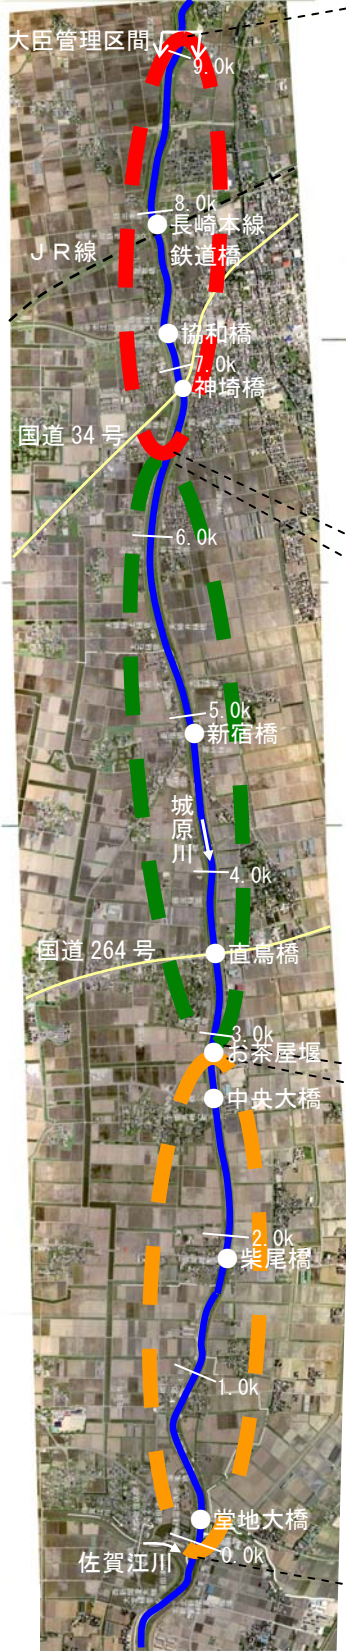 大臣管理区間
9.0k
8.0k
長崎本線
鉄道橋
JR線
協和橋
7.0k
神埼橋
国道34号
6.0k
5.0k
新宿橋
城原川
4.0k
国道264号
直鳥橋
3.0k
お茶屋堰
中央大橋
2.0k
柴尾橋
1.0k
堂地大橋
佐賀江川
0.0k